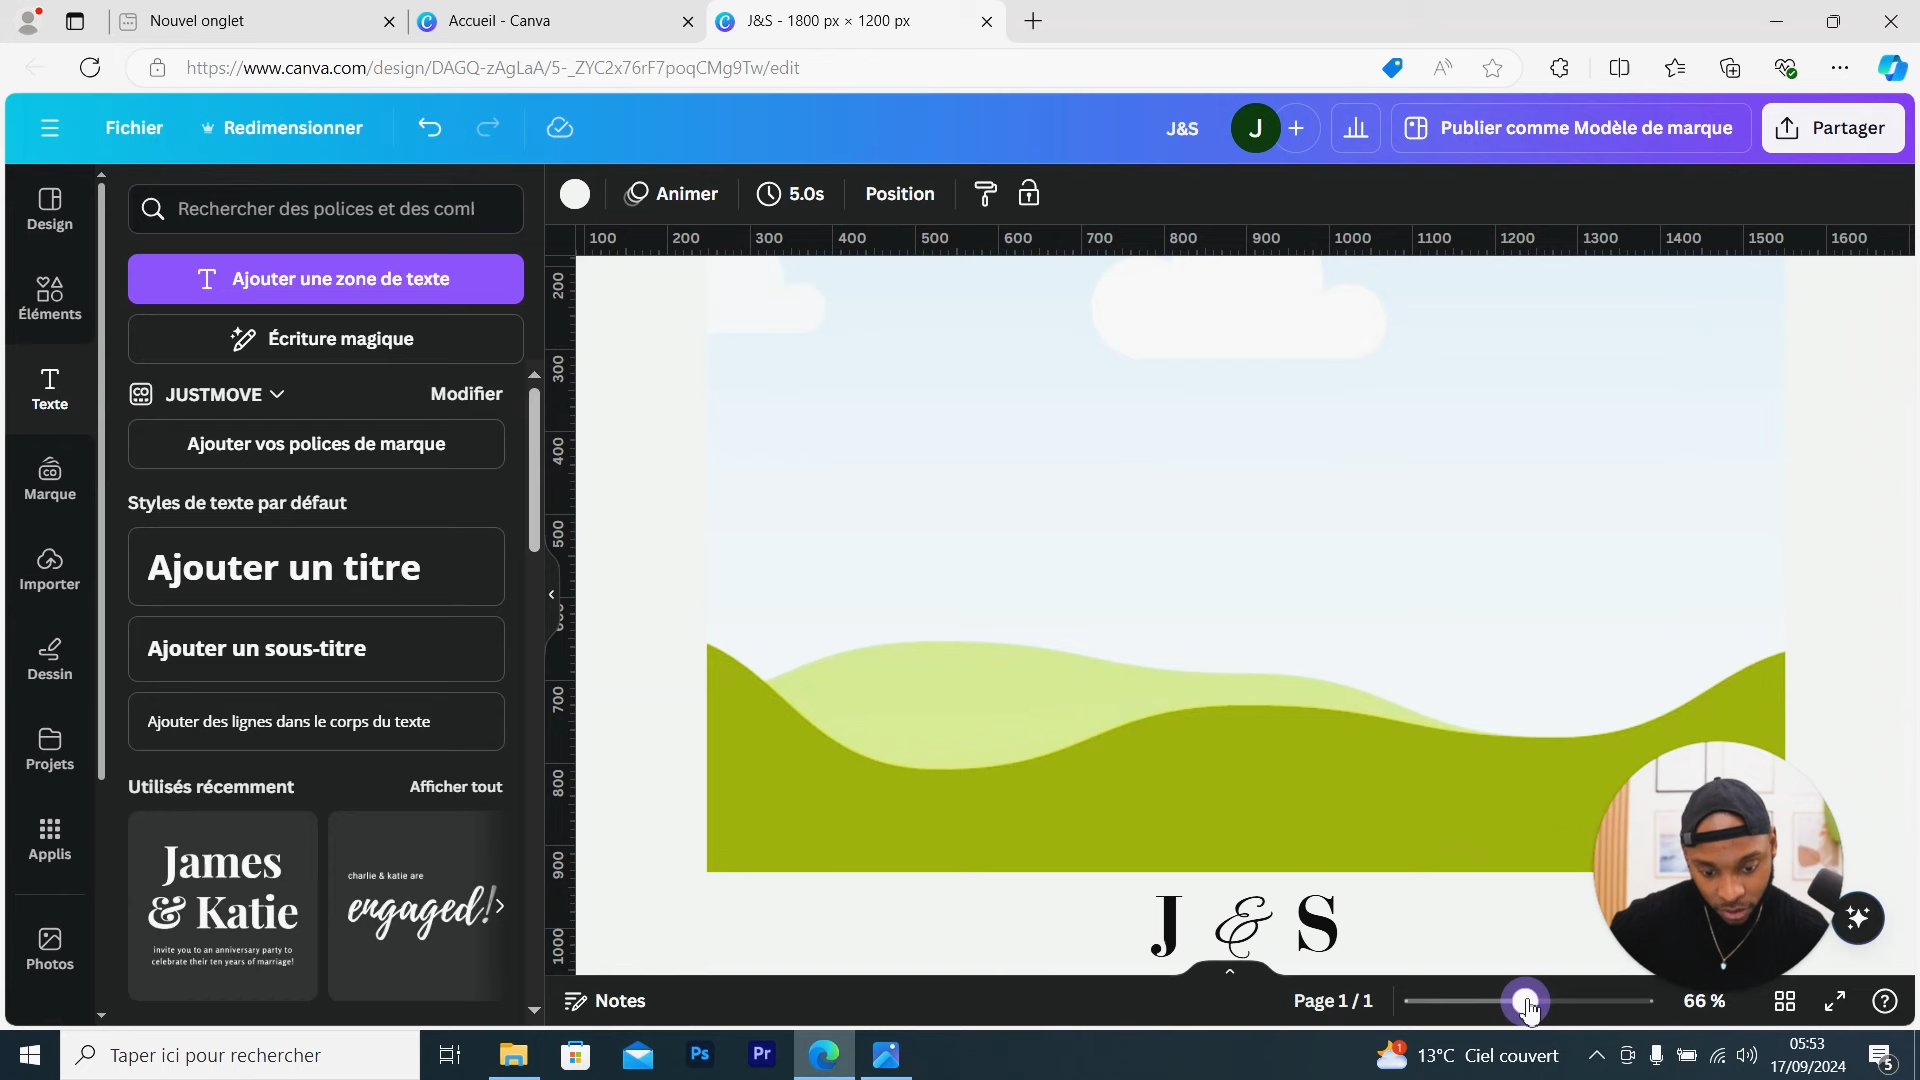 Nouvel onglet
Accueil - Canva
J&S - 1800 px × 1200 px
https://www.canva.com/design/DAGQ-zAgLaA/5-_ZYC2x76rF7poqCMg9Tw/edit
Fichier
Redimensionner
J&S
J
Publier comme Modèle de marque
Partager
Rechercher des polices et des coml
Animer
5.0s
Position
100 200 300 400 500 600 700 800 900 1000 1100 1200 1300 1400 1500 1600
200
300
400
500
700
800
900
1000
Design
Éléments
Texte
Marque
Importer
Dessin
Projets
Applis
Photos
Ajouter une zone de texte
Écriture magique
CO
JUSTMOVE
Modifier
Ajouter vos polices de marque
Styles de texte par défaut
Ajouter un titre
Ajouter un sous-titre
Ajouter des lignes dans le corps du texte
Utilisés récemment
Afficher tout
James
& Katie
invite you to an anniversary party to
celebrate their ten years of marriage!
charlie & katie are
engaged!
J & S
Notes
Page 1 / 1
66 %
Taper ici pour rechercher
Ps
Pr
1
13°C Ciel couvert
05:53
17/09/2024
5